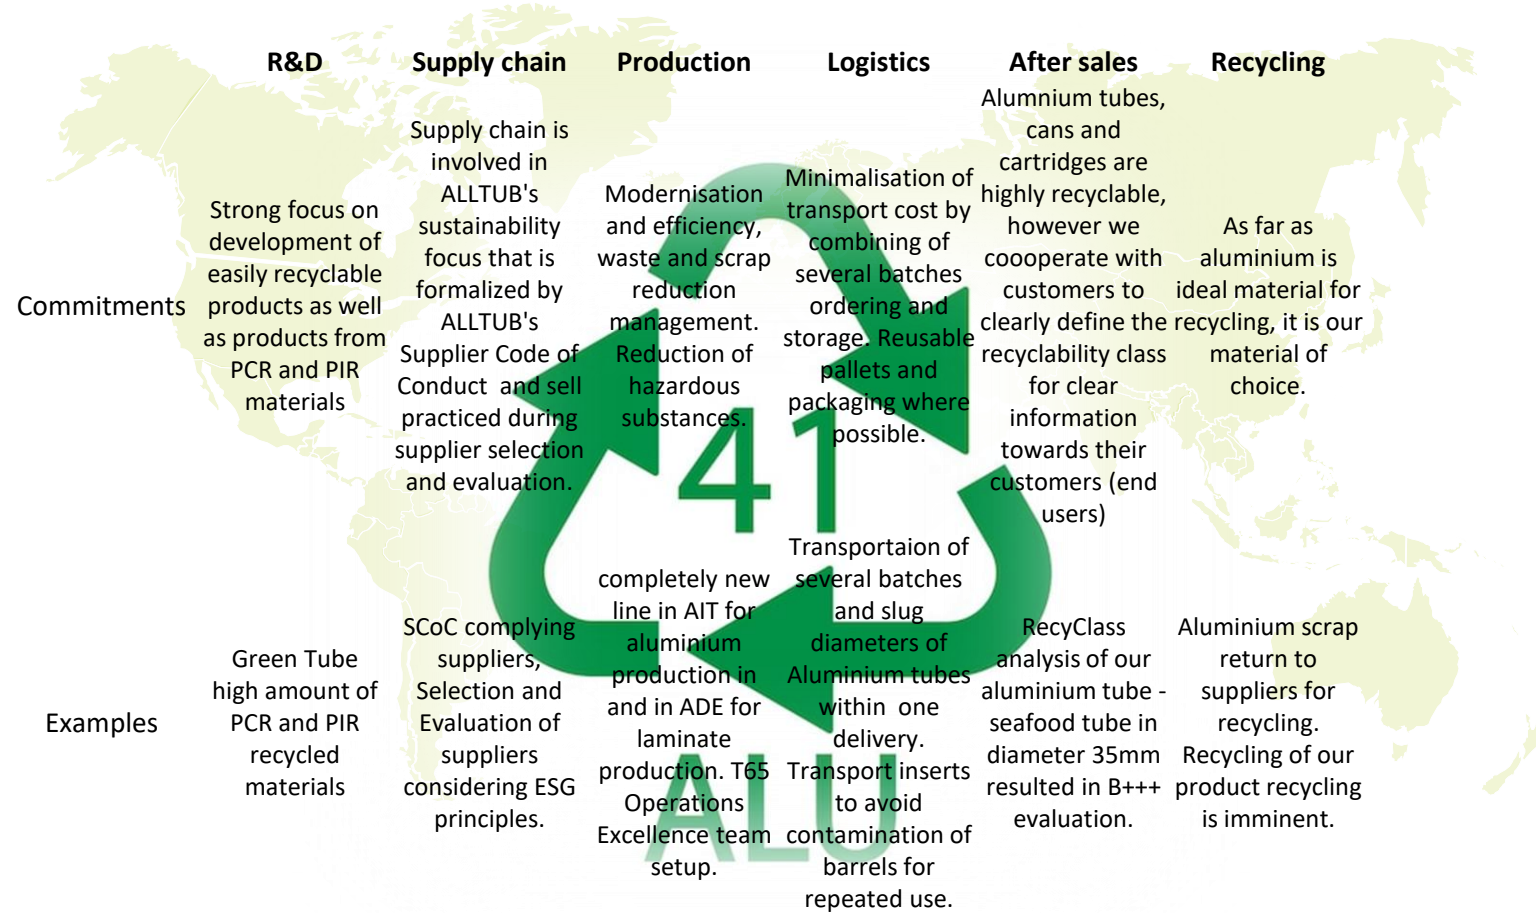 R&D
Supply chain
Production
Logistics
After sales
Recycling
Commitments
Strong focus on
development of
easily recyclable
products as well
as products from
PCR and PIR
materials
Supply chain is
involved in
ALLTUB's
sustainability
focus that is
formalized by
ALLTUB's
Supplier Code of
Conduct  and sell
practiced during
supplier selection
and evaluation.
Modernisation
and efficiency,
waste and scrap
reduction
management.
Reduction of
hazardous
substances.
Minimalisation of
transport cost by
combining of
several batches
ordering and
storage. Reusable
pallets and
packaging where
possible.
Alumnium tubes,
cans and
cartridges are
highly recyclable,
however we
coooperate with
customers to
clearly define the
recyclability class
for clear
information
towards their
customers (end
users)
As far as
aluminium is
ideal material for
recycling, it is our
material of
choice.
Examples
Green Tube
high amount of
PCR and PIR
recycled
materials
SCoC complying
suppliers,
Selection and
Evaluation of
suppliers
considering ESG
principles.
completely new
line in AIT for
aluminium
production in
and in ADE for
laminate
production. T65
Operations
Excellence team
setup.
Transportaion of
several batches
and slug
diameters of
Aluminium tubes
within  one
delivery.
Transport inserts
to avoid
contamination of
barrels for
repeated use.
RecyClass
analysis of our
aluminium tube -
seafood tube in
diameter 35mm
resulted in B+++
evaluation.
Aluminium scrap
return to
suppliers for
recycling.
Recycling of our
product recycling
is imminent.
41
ALU